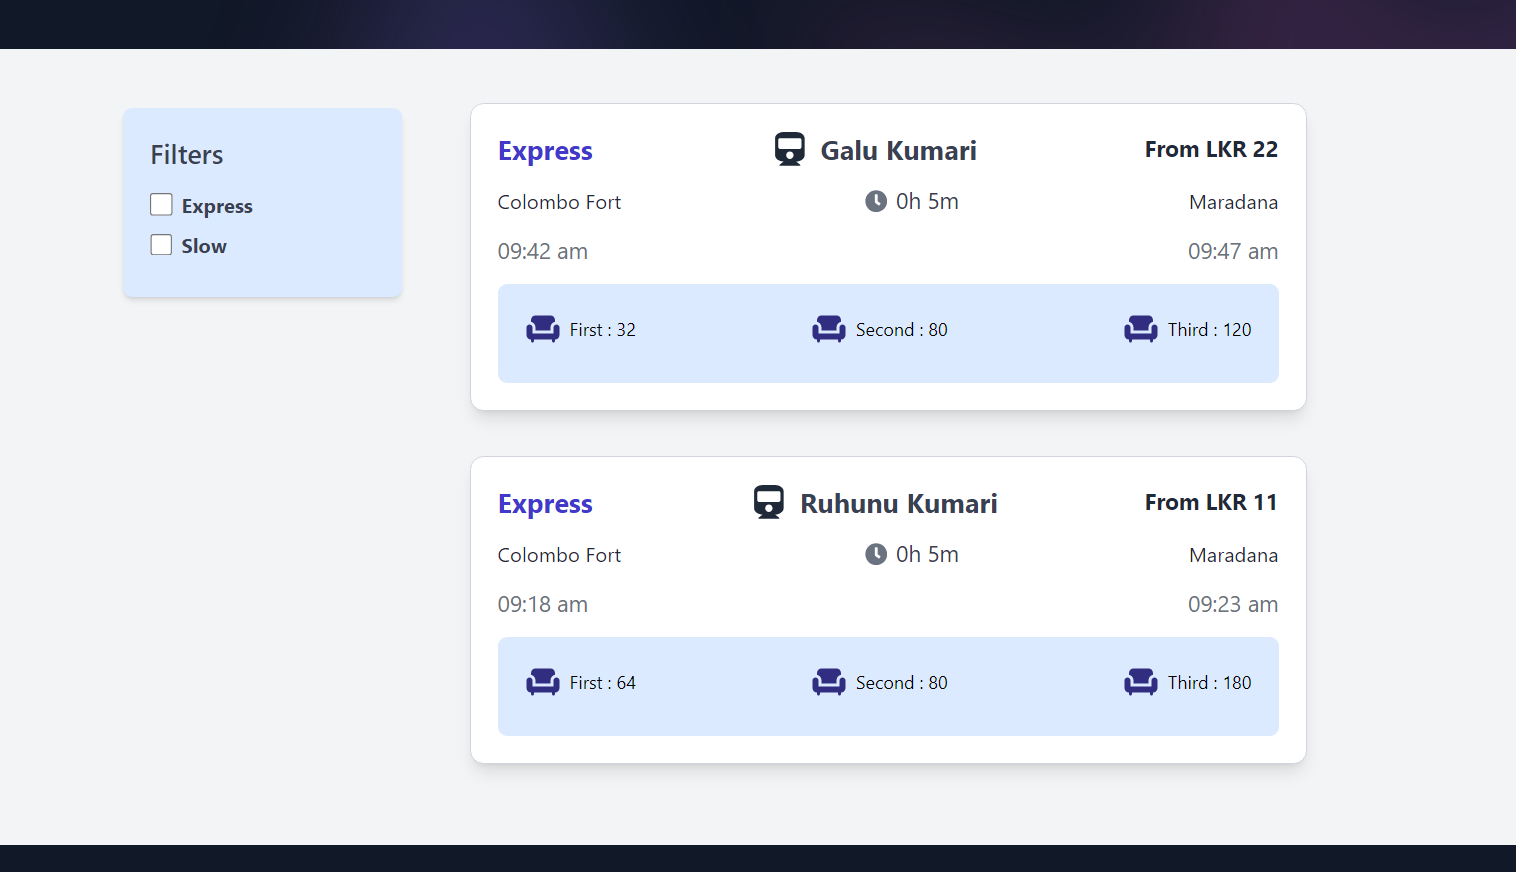 Filters
Express
Slow
Express Galu Kumari From LKR 22
Colombo Fort 0h 5m Maradana
09:42 am 09:47 am
First : 32 Second : 80 Third : 120
Express Ruhunu Kumari From LKR 11
Colombo Fort 0h 5m Maradana
09:18 am 09:23 am
First : 64 Second : 80 Third : 180